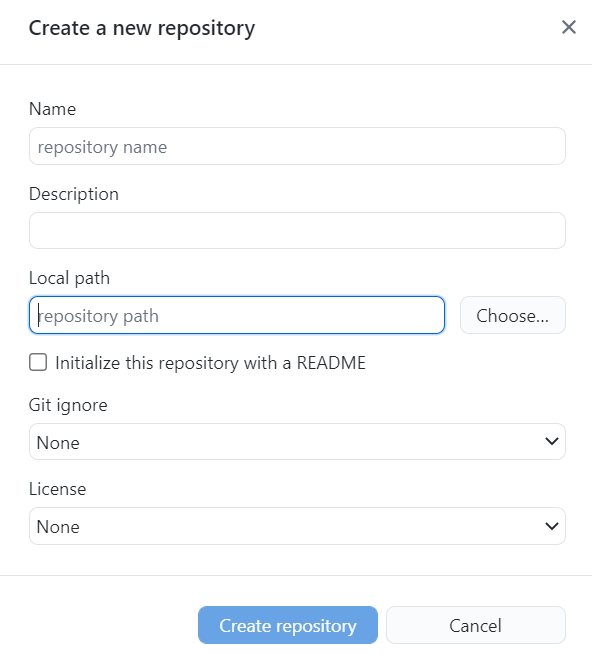 Create a new repository
Name
repository name
Description
Local path
repository path
Choose...
Initialize this repository with a README
Git ignore
None
License
None
Create repository
Cancel